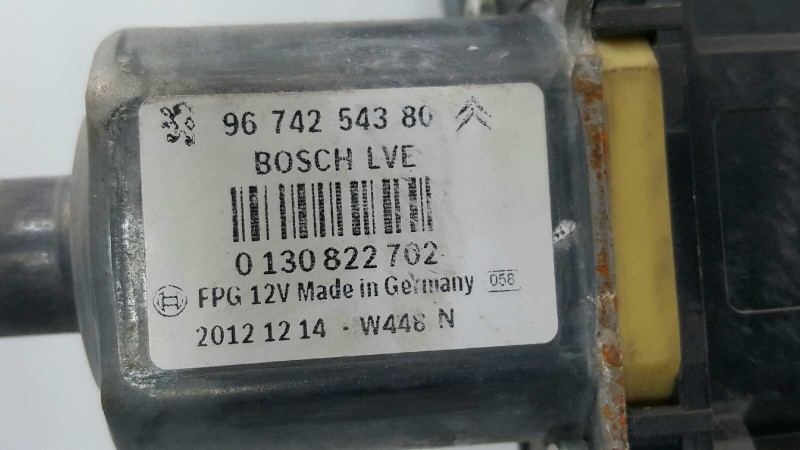 96 742 543 80
BOSCH LVE
0 130 822 702
FPG 12V Made in Germany 056
2012 12 14 - W448 N